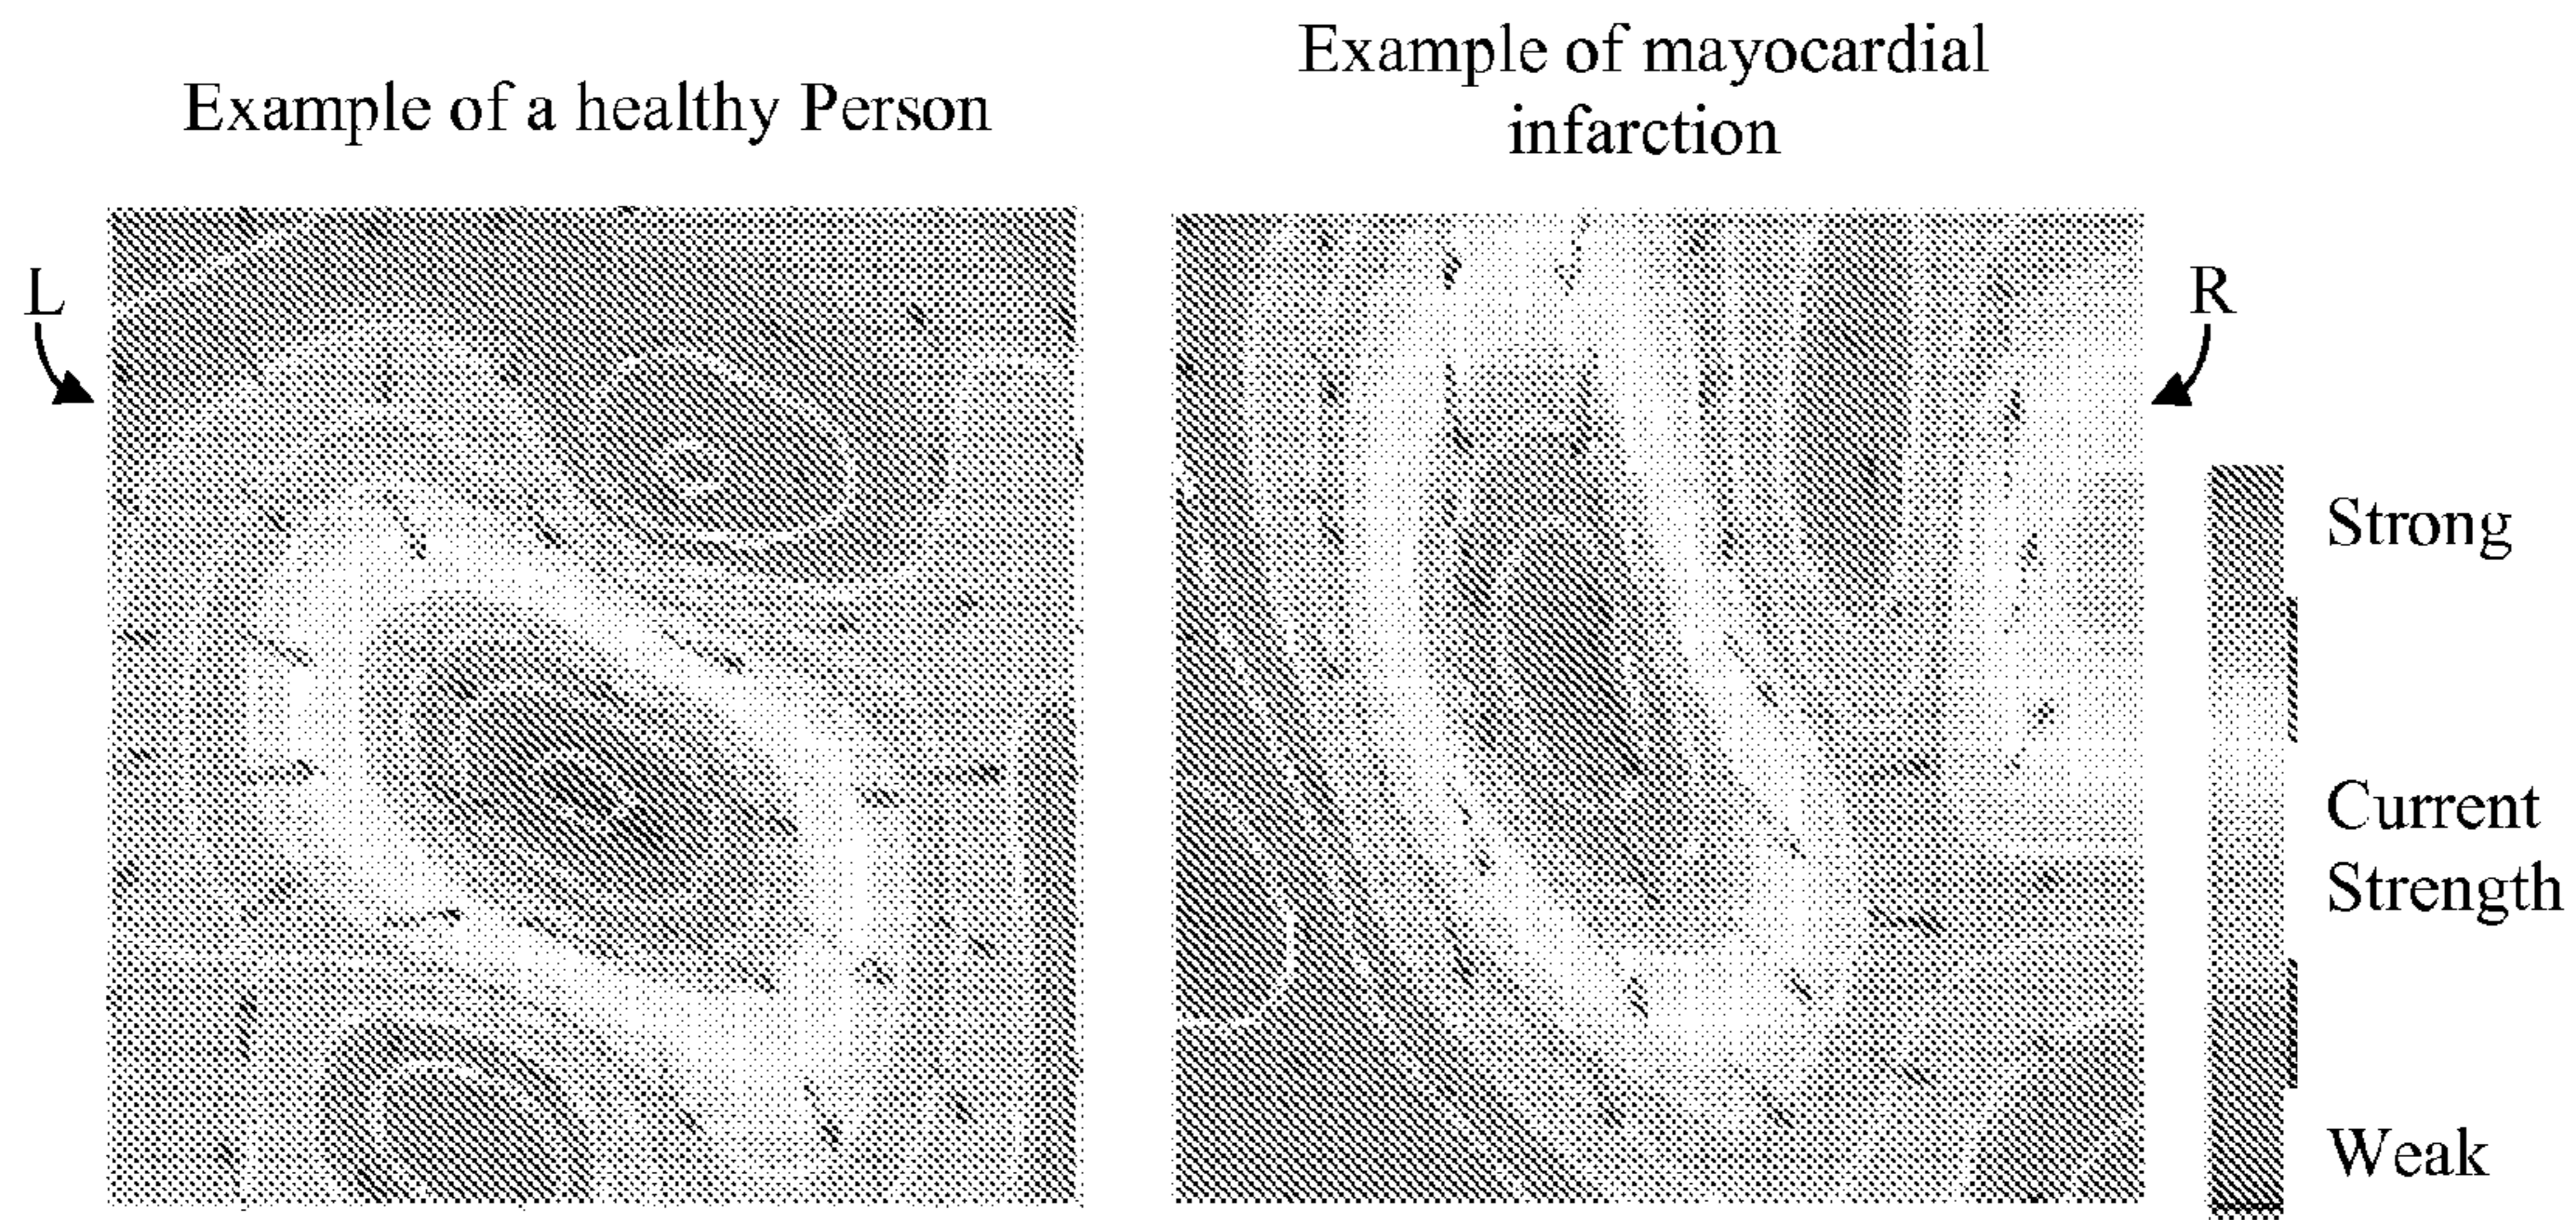 Example of a healthy Person
Example of mayocardial
infarction
L
R
Strong
Current
Strength
Weak